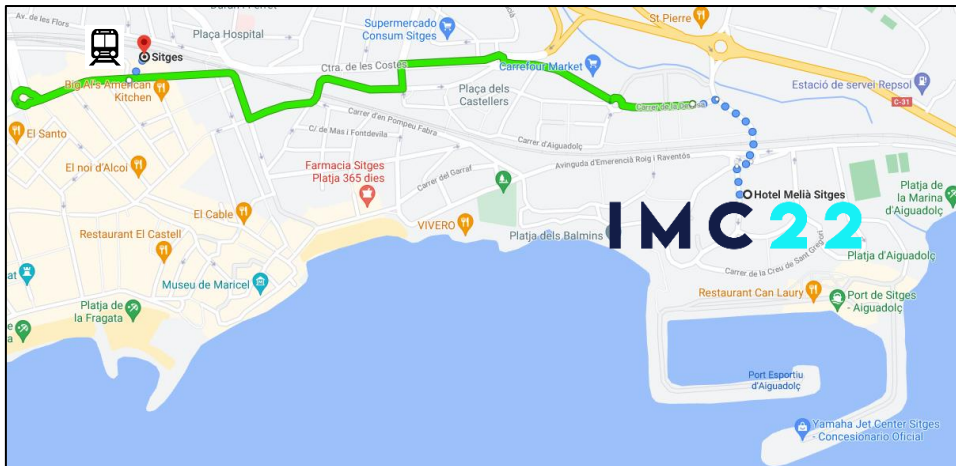 Av. de les Flors
Plaça Hospital
Supermercado
Consum Sitges
St Pierre
Sitges
Ctra. de les Costes
Carrefour Market
Big Al's American
Kitchen
Plaça dels
Castellers
Estació de servei Repsol
C-31
El Santo
Carrer d'en Pompeu Fabra
C/ de Mas i Fontdevils
Carrer d'Aiguadolç
El noi d'Alcoi
Farmacia Sitges
Platja 365 dies
Carrer del Garraf
Avinguda d'Emerencià Roig i Raventós
Hotel Melià Sitges
Platja de
la Marina
d'Aiguadolç
El Cable
VIVERO
Platja dels Balmins
IMC 22
Restaurant El Castell
Platja d'Aiguadolç
Carrer de la Creu de Sant Gregori
Museu de Maricel
Restaurant Can Laury
Port de Sitges
- Aiguadolç
Platja de
la Fragata
Port Esportiu
d'Aiguadolç
Yamaha Jet Center Sitges
- Concesionario Oficial